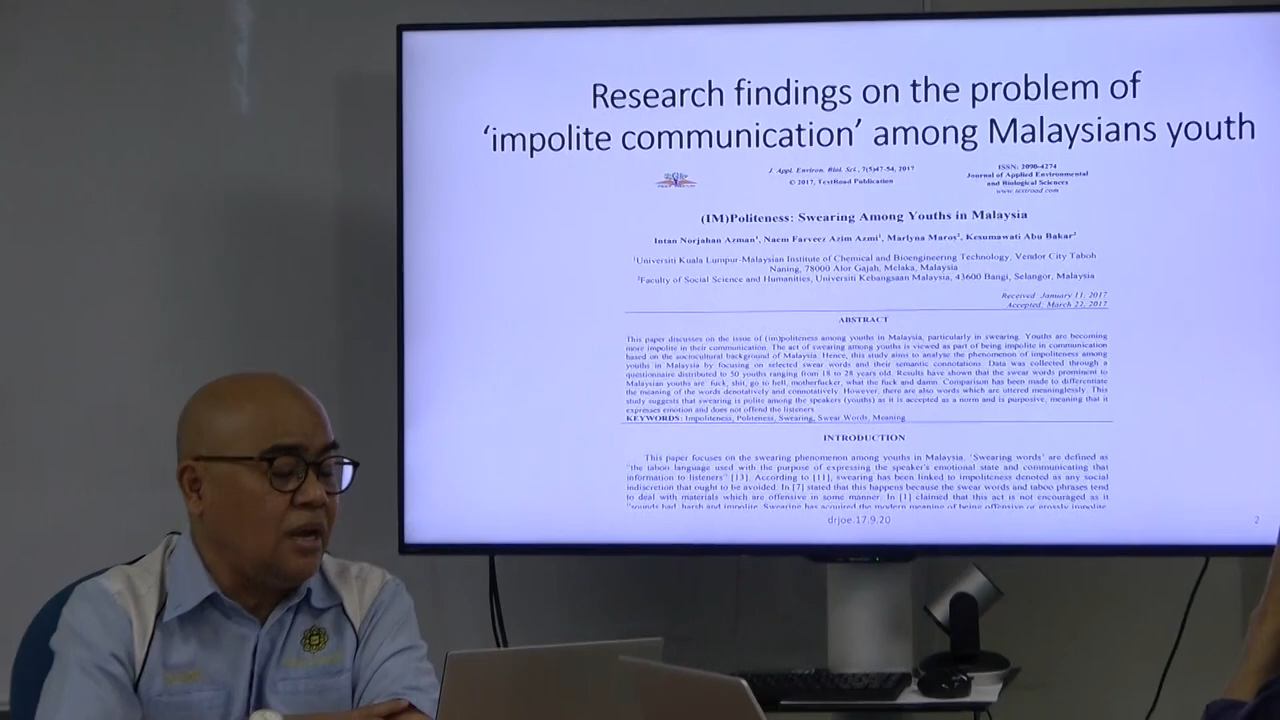 Research findings on the problem of
‘impolite communication’ among Malaysians youth
J. Appl. Environ. Biol. Sci., 7(5)47-54, 2017
© 2017, TextRoad Publication
ISSN: 2090-4274
Journal of Applied Environmental
and Biological Sciences
www.textroad.com
(IM)Politeness: Swearing Among Youths in Malaysia
Intan Norjahan Azman¹, Naem Farveez Azim Azmi¹, Marlyna Maros², Kesumawati Abu Bakar²
¹Universiti Kuala Lumpur-Malaysian Institute of Chemical and Bioengineering Technology, Vendor City Taboh
Naning, 78000 Alor Gajah, Melaka, Malaysia
²Faculty of Social Science and Humanities, Universiti Kebangsaan Malaysia, 43600 Bangi, Selangor, Malaysia
Received: January 11, 2017
Accepted: March 22, 2017
ABSTRACT
This paper discusses on the issue of (im)politeness among youths in Malaysia, particularly in swearing. Youths are becoming
more impolite in their communication. The act of swearing among youths is viewed as part of being impolite in communication
based on the sociocultural background of Malaysia. Hence, this study aims to analyse the phenomenon of impoliteness among
youths in Malaysia by focusing on selected swear words and their semantic connotations. Data was collected through a
questionnaire distributed to 50 youths ranging from 18 to 28 years old. Results have shown that the swear words prominent to
Malaysian youths are fuck, shit, go to hell, motherfucker, what the fuck and damn. Comparison has been made to differentiate
the meaning of the words denotatively and connotatively. However, there are also words which are uttered meaninglessly. This
study suggests that swearing is polite among the speakers (youths) as it is accepted as a norm and is purposive, meaning that it
expresses emotion and does not offend the listeners
KEYWORDS: Impoliteness, Politeness, Swearing, Swear Words, Meaning
INTRODUCTION
This paper focuses on the swearing phenomenon among youths in Malaysia. ‘Swearing words’ are defined as
“the taboo language used with the purpose of expressing the speaker’s emotional state and communicating that
information to listeners” [13]. According to [11], swearing has been linked to impoliteness denoted as any social
indiscretion that ought to be avoided. In [7] stated that this happens because the swear words and taboo phrases tend
to deal with materials which are offensive in some manner. In [1] claimed that this act is not encouraged as it
“sounds bad, harsh and impolite. Swearing has acquired the modern meaning of being offensive or grossly impolite
drjoe.17.9.20
2